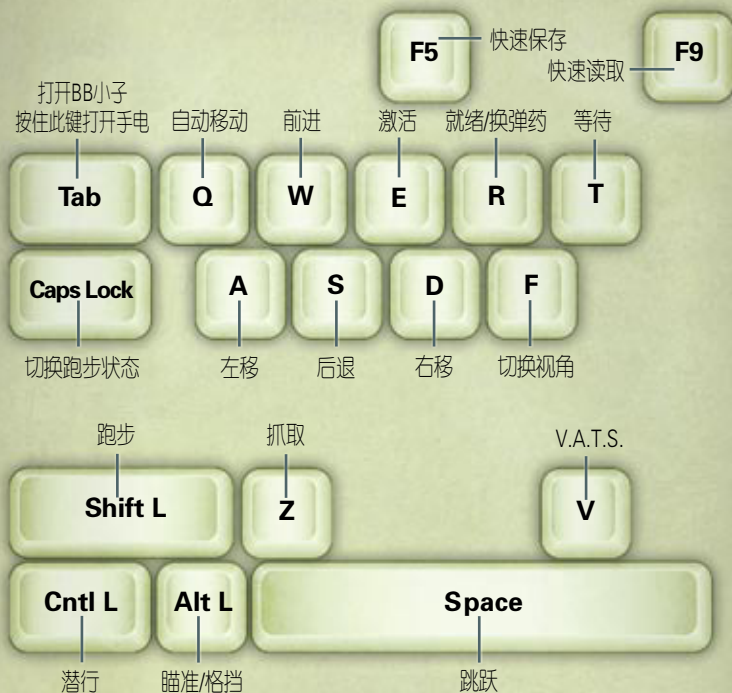 F5
快速保存
快速读取
F9
打开BB小子
按住此键打开手电
自动移动
前进
激活
就绪/换弹药
等待
Tab
Q
W
E
R
T
Caps Lock
A
S
D
F
切换跑步状态
左移
后退
右移
切换视角
跑步
抓取
V.A.T.S.
Shift L
Z
V
Cntl L
Alt L
Space
潜行
瞄准/格挡
跳跃